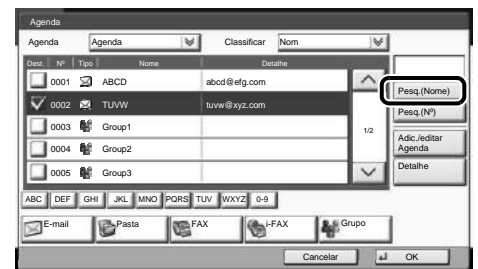 Agenda
Agenda Agenda Classificar Nom
Dest. Nº Tipo Nome Detalhe
0001 ABCD abcd@efg.com
0002 TUVW tuvw@xyz.com
0003 Group1
0004 Group2
0005 Group3
1/2
Pesq.(Nome)
Pesq.(Nº)
Adic./editar
Agenda
Detalhe
ABC DEF GHI JKL MNO PQRS TUV WXYZ 0-9
E-mail Pasta FAX i-FAX Grupo
Cancelar OK